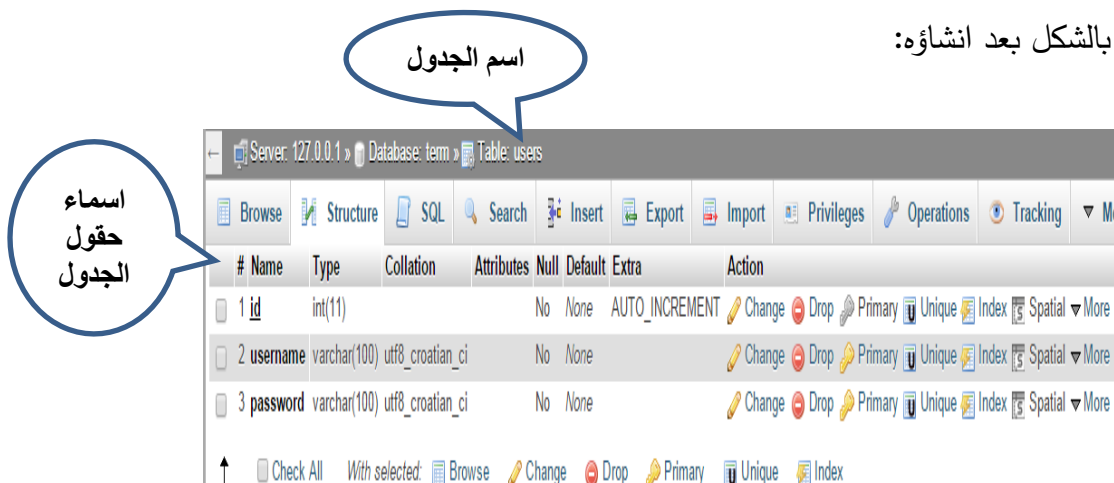 بالشكل بعد انشاؤه:
اسم الجدول
اسماء
حقول
الجدول
← Server: 127.0.0.1 » Database: term » Table: users
Browse Structure SQL Search Insert Export Import Privileges Operations Tracking ▼
# Name Type Collation Attributes Null Default Extra Action
1 id int(11) No None AUTO_INCREMENT Change Drop Primary Unique Index Spatial ▼ More
2 username varchar(100) utf8_croatian_ci No None Change Drop Primary Unique Index Spatial ▼ More
3 password varchar(100) utf8_croatian_ci No None Change Drop Primary Unique Index Spatial ▼ More
↑ Check All With selected: Browse Change Drop Primary Unique Index